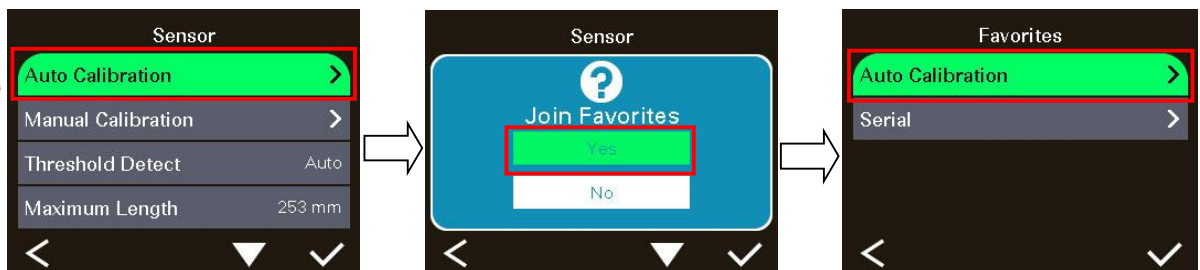 Sensor
Auto Calibration
Manual Calibration
Threshold Detect Auto
Maximum Length 253 mm
Sensor
?
Join Favorites
Yes
No
Favorites
Auto Calibration
Serial